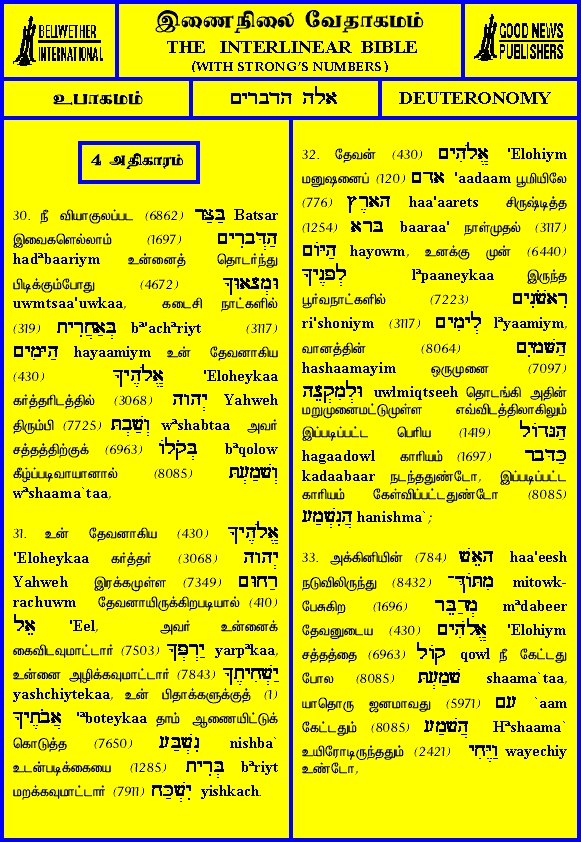 BELLWETHER
INTERNATIONAL
இணைநிலை வேதாகமம்
THE INTERLINEAR BIBLE
(WITH STRONG'S NUMBERS)
GOOD NEWS
PUBLISHERS
உபாகமம்
אלה הדברים
DEUTERONOMY
4 அதிகாரம்
30. நீ வியாகுலப்பட (6862) בַּצַּר Batsar
இவைகளெல்லாம் (1697) הַדְּבָרִים
hadᵃbaariym உன்னைத் தொடர்ந்து
பிடிக்கும்போது (4672) וּמְצָאוּךָ
uwmtsaa'uwkaa, கடைசி நாட்களில்
(319) בְּאַחֲרִית bᵃ'achᵃriyt (3117)
הַיָּמִים hayaamiym உன் தேவனாகிய
(430) אֱלֹהֶיךָ 'Eloheykaa
கர்த்தரிடத்தில் (3068) יְהוָה Yahweh
திரும்பி (7725) וְשַׁבְתָּ wᵃshabtaa அவர்
சத்தத்திற்குக் (6963) בְּקֹלוֹ bᵃqolow
கீழ்ப்படிவாயானால் (8085) וְשָׁמַעְתָּ
wᵃshaama`taa,
31. உன் தேவனாகிய (430) אֱלֹהֶיךָ
'Eloheykaa கர்த்தர் (3068) יְהוָה
Yahweh இரக்கமுள்ள (7349) רַחוּם
rachuwm தேவனாயிருக்கிறபடியால் (410)
אֵל 'Eel, அவர் உன்னைக்
கைவிடவுமாட்டார் (7503) יַרְפְּךָ yarpᵃkaa,
உன்னை அழிக்கவுமாட்டார் (7843) יַשְׁחִיתֶךָ
yashchiytekaa, உன் பிதாக்களுக்குத் (1)
אֲבֹתֶיךָ 'ᵃboteykaa தாம் ஆணையிட்டுக்
கொடுத்த (7650) נִשְׁבַּע nishba`
உடன்படிக்கையை (1285) בְּרִית bᵃriyt
மறக்கவுமாட்டார் (7911) יִשְׁכַּח yishkach.
32. தேவன் (430) אֱלֹהִים 'Elohiym
மனுஷனைப் (120) אדם 'aadaam பூமியிலே
(776) הארץ haa'aarets சிருஷ்டித்த
(1254) ברא baaraa' நாள்முதல் (3117)
הַיּוֹם hayowm, உனக்கு முன் (6440)
לְפָנֶיךָ lᵃpaaneykaa இருந்த
பூர்வநாட்களில் (7223) רִאשֹׁנִים
ri'shoniym (3117) לְיָמִים lᵃyaamiym,
வானத்தின் (8064) הַשָּׁמַיִם
hashaamayim ஒருமுனை (7097)
וּלְמִקְצֵה uwlmiqtseeh தொடங்கி அதின்
மறுமுனைமட்டுமுள்ள எவ்விடத்திலாகிலும்
இப்படிப்பட்ட பெரிய (1419) הַגָּדוֹל
hagaadowl காரியம் (1697) כַּדָּבָר
kadaabaar நடந்ததுண்டோ, இப்படிப்பட்ட
காரியம் கேள்விப்பட்டதுண்டோ (8085)
הֲנִשְׁמַע hanishma`;
33. அக்கினியின் (784) הָאֵשׁ haa'eesh
நடுவிலிருந்து (8432) מִתּוֹךְ־ mitowk-
பேசுகிற (1696) מְדַבֵּר mᵃdabeer
தேவனுடைய (430) אֱלֹהִים 'Elohiym
சத்தத்தை (6963) קוֹל qowl நீ கேட்டது
போல (8085) שָׁמַעְתָּ shaama`taa,
யாதொரு ஜனமாவது (5971) עם `aam
கேட்டதும் (8085) הֲשָׁמַע Hᵃshaama`
உயிரோடிருந்ததும் (2421) וַיֶּחִי wayechiy
உண்டோ,